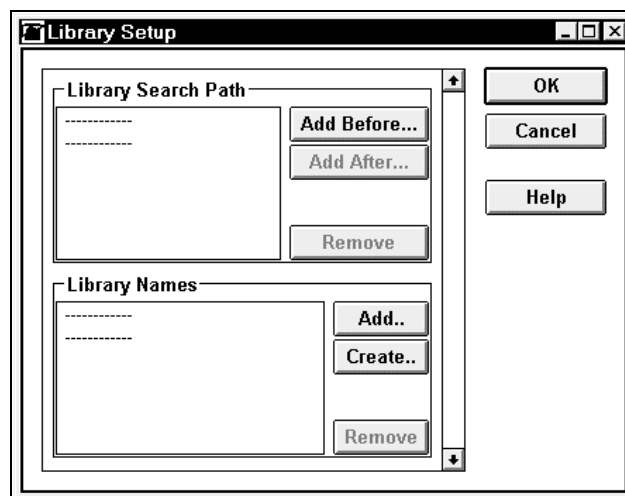 Library Setup
Library Search Path
------------
------------
Add Before...
Add After...
Remove
Library Names
------------
------------
Add..
Create..
Remove
OK
Cancel
Help